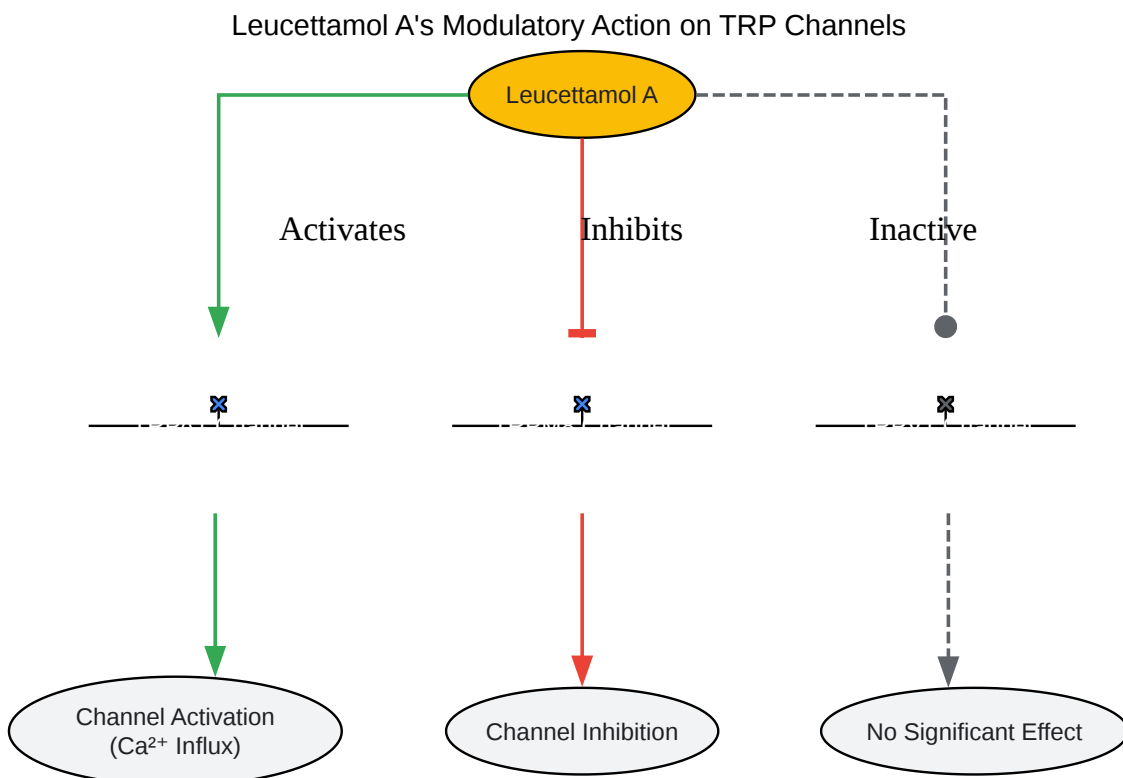 Leucettamol A's Modulatory Action on TRP Channels
Leucettamol A
Activates
Inhibits
Inactive
Channel Activation
(Ca²⁺ Influx)
Channel Inhibition
No Significant Effect